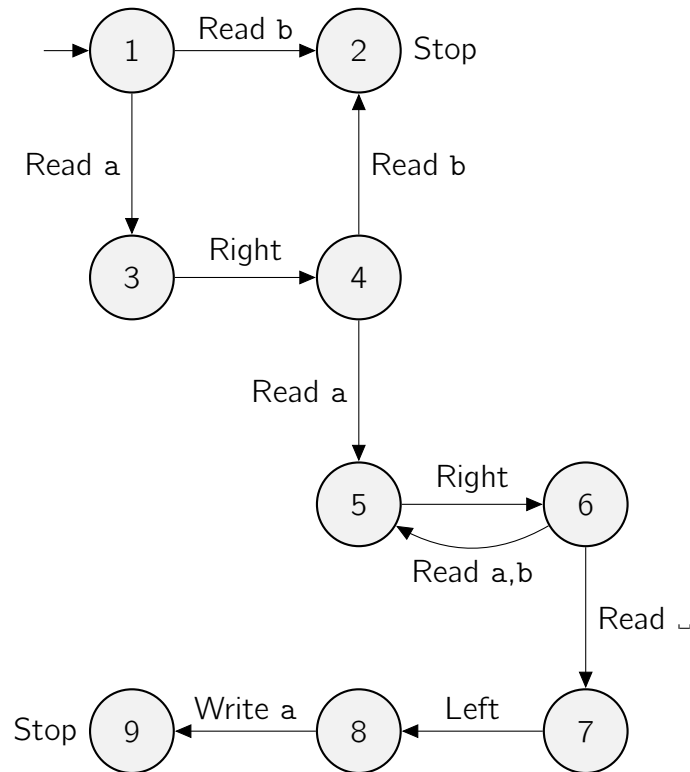 1 Read b 2 Stop
Read a Read b
3 Right 4
Read a
5 Right 6
Read a,b
Read ␣
Stop 9 Write a 8 Left 7